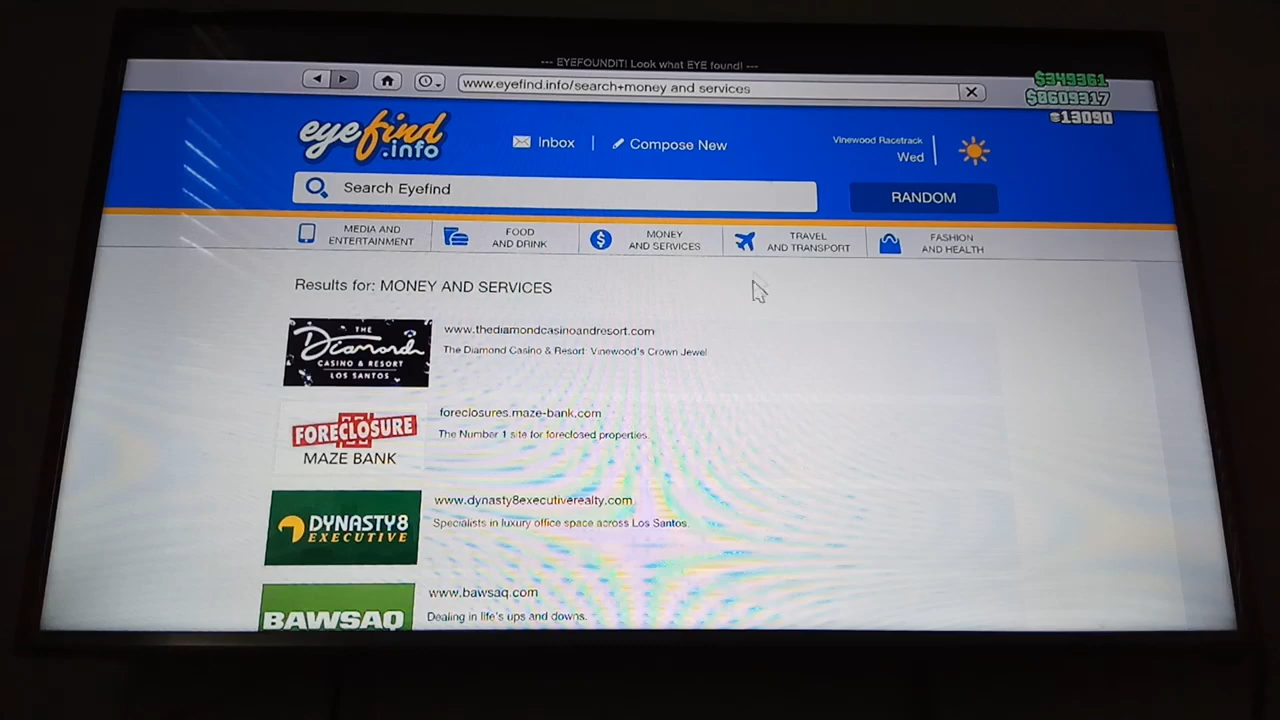 --- EYEFOUNDIT! Look what EYE found! ---
www.eyefind.info/search+money and services
$349361
$8609317
13090
eyefind
.info
Inbox
Compose New
Vinewood Racetrack
Wed
Search Eyefind
RANDOM
MEDIA AND
ENTERTAINMENT
FOOD
AND DRINK
MONEY
AND SERVICES
TRAVEL
AND TRANSPORT
FASHION
AND HEALTH
Results for: MONEY AND SERVICES
THE
Diamond
CASINO & RESORT
LOS SANTOS
www.thediamondcasinoandresort.com
The Diamond Casino & Resort: Vinewood's Crown Jewel
FORECLOSURE
MAZE BANK
foreclosures.maze-bank.com
The Number 1 site for foreclosed properties.
DYNASTY8
EXECUTIVE
www.dynasty8executiverealty.com
Specialists in luxury office space across Los Santos.
BAWSAQ
www.bawsaq.com
Dealing in life's ups and downs.